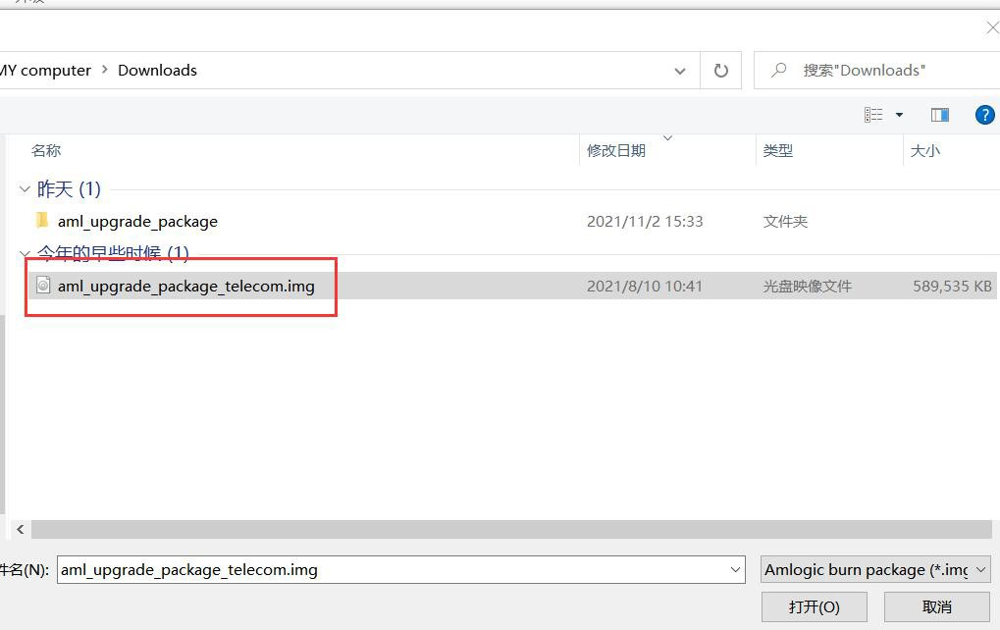 MY computer > Downloads
搜索"Downloads"
?
名称 修改日期 类型 大小
昨天 (1)
aml_upgrade_package 2021/11/2 15:33 文件夹
今年的早些时候 (1)
aml_upgrade_package_telecom.img 2021/8/10 10:41 光盘映像文件 589,535 KB
件名(N): aml_upgrade_package_telecom.img Amlogic burn package (*.img
打开(O) 取消